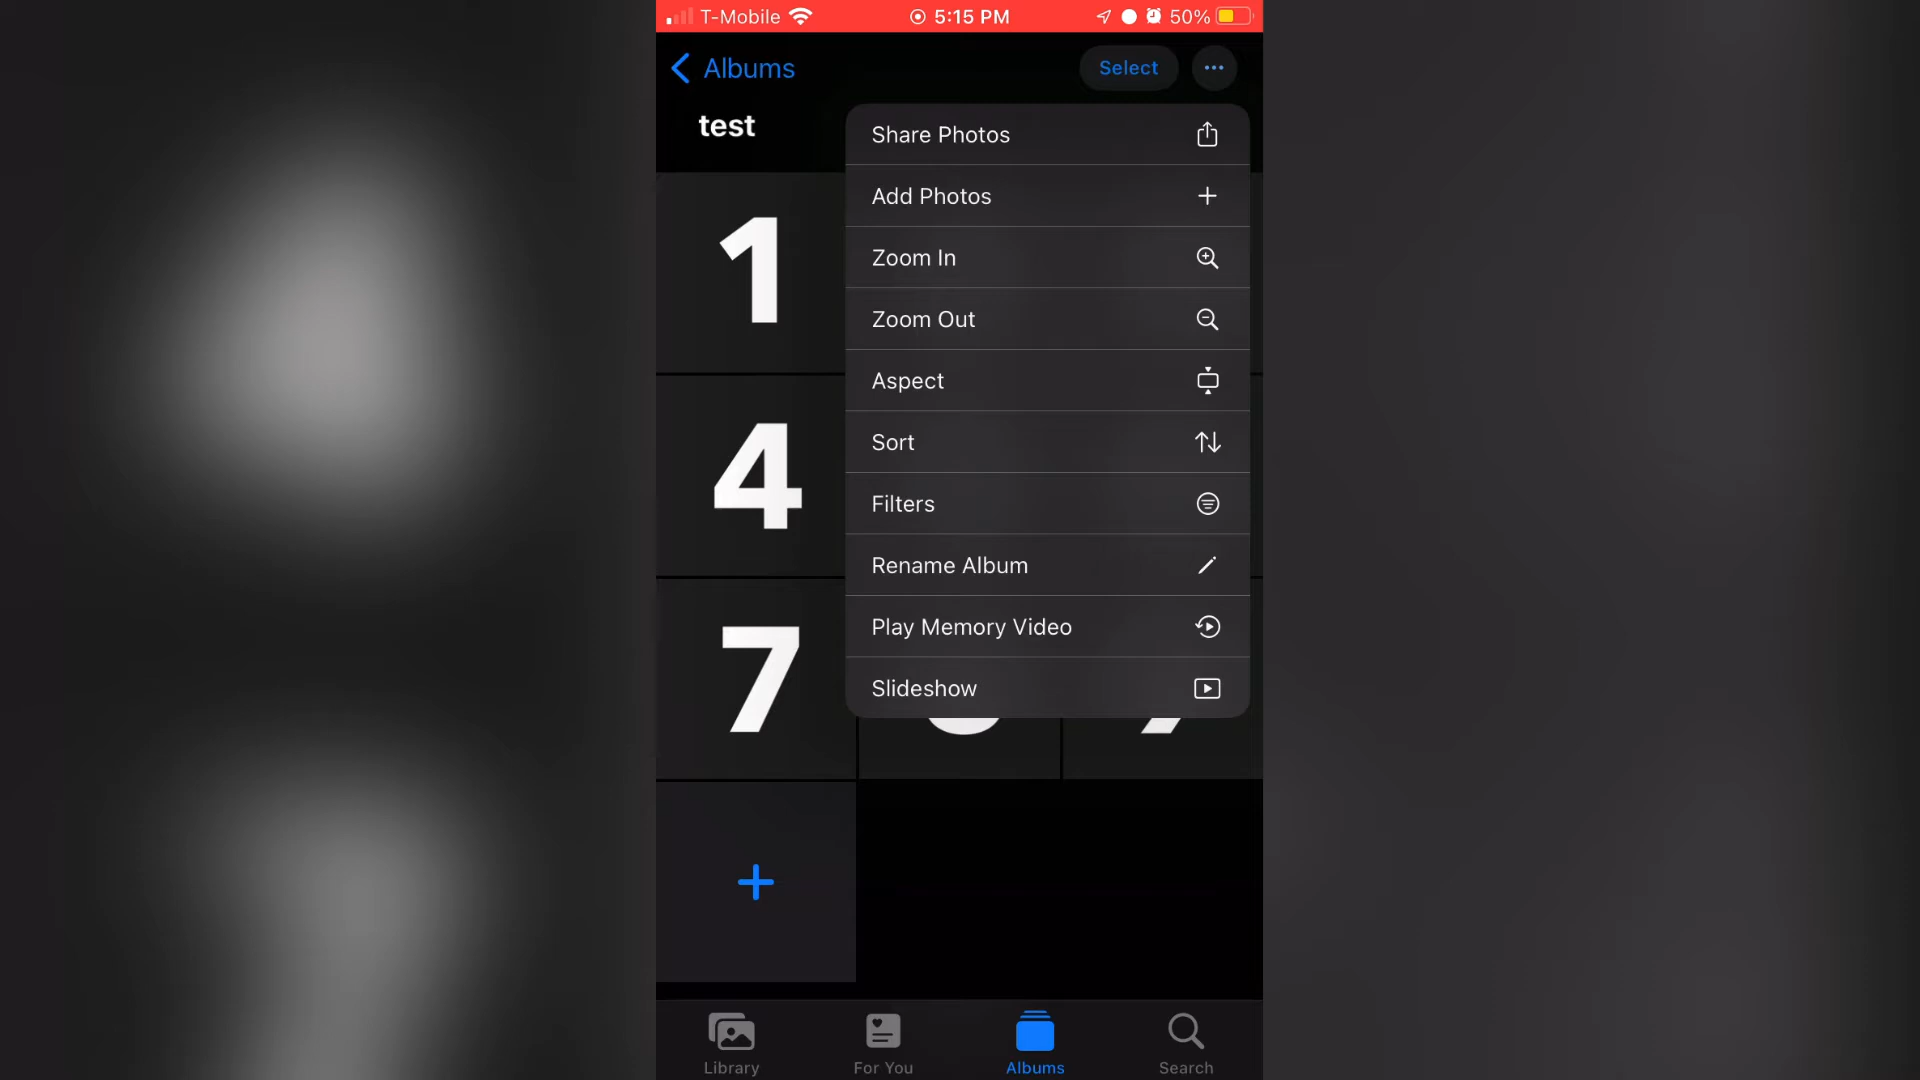 T-Mobile 5:15 PM 50%
Albums Select
test
Share Photos
Add Photos
Zoom In
Zoom Out
Aspect
Sort
Filters
Rename Album
Play Memory Video
Slideshow
1
4
7
Library For You Albums Search